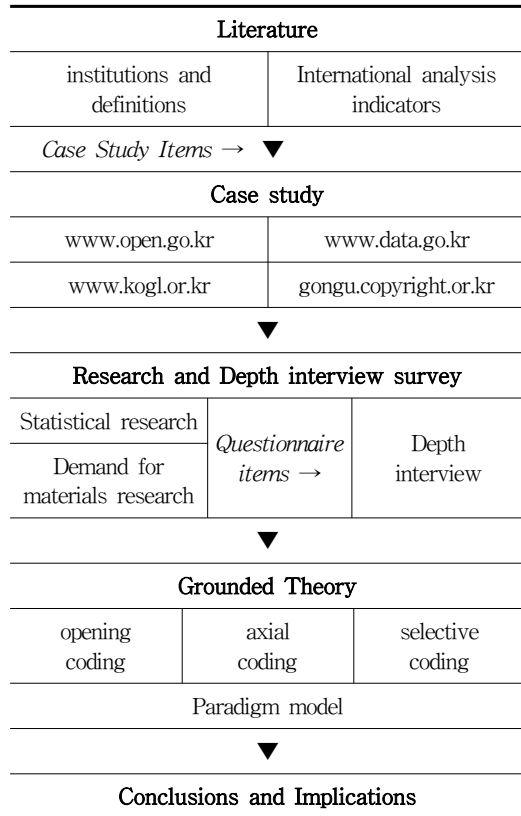 Literature
institutions and
definitions
International analysis
indicators
Case Study Items → ▼
Case study
www.open.go.kr
www.data.go.kr
www.kogl.or.kr
gongu.copyright.or.kr
▼
Research and Depth interview survey
Statistical research
Demand for
materials research
Questionnaire
items →
Depth
interview
▼
Grounded Theory
opening
coding
axial
coding
selective
coding
Paradigm model
▼
Conclusions and Implications